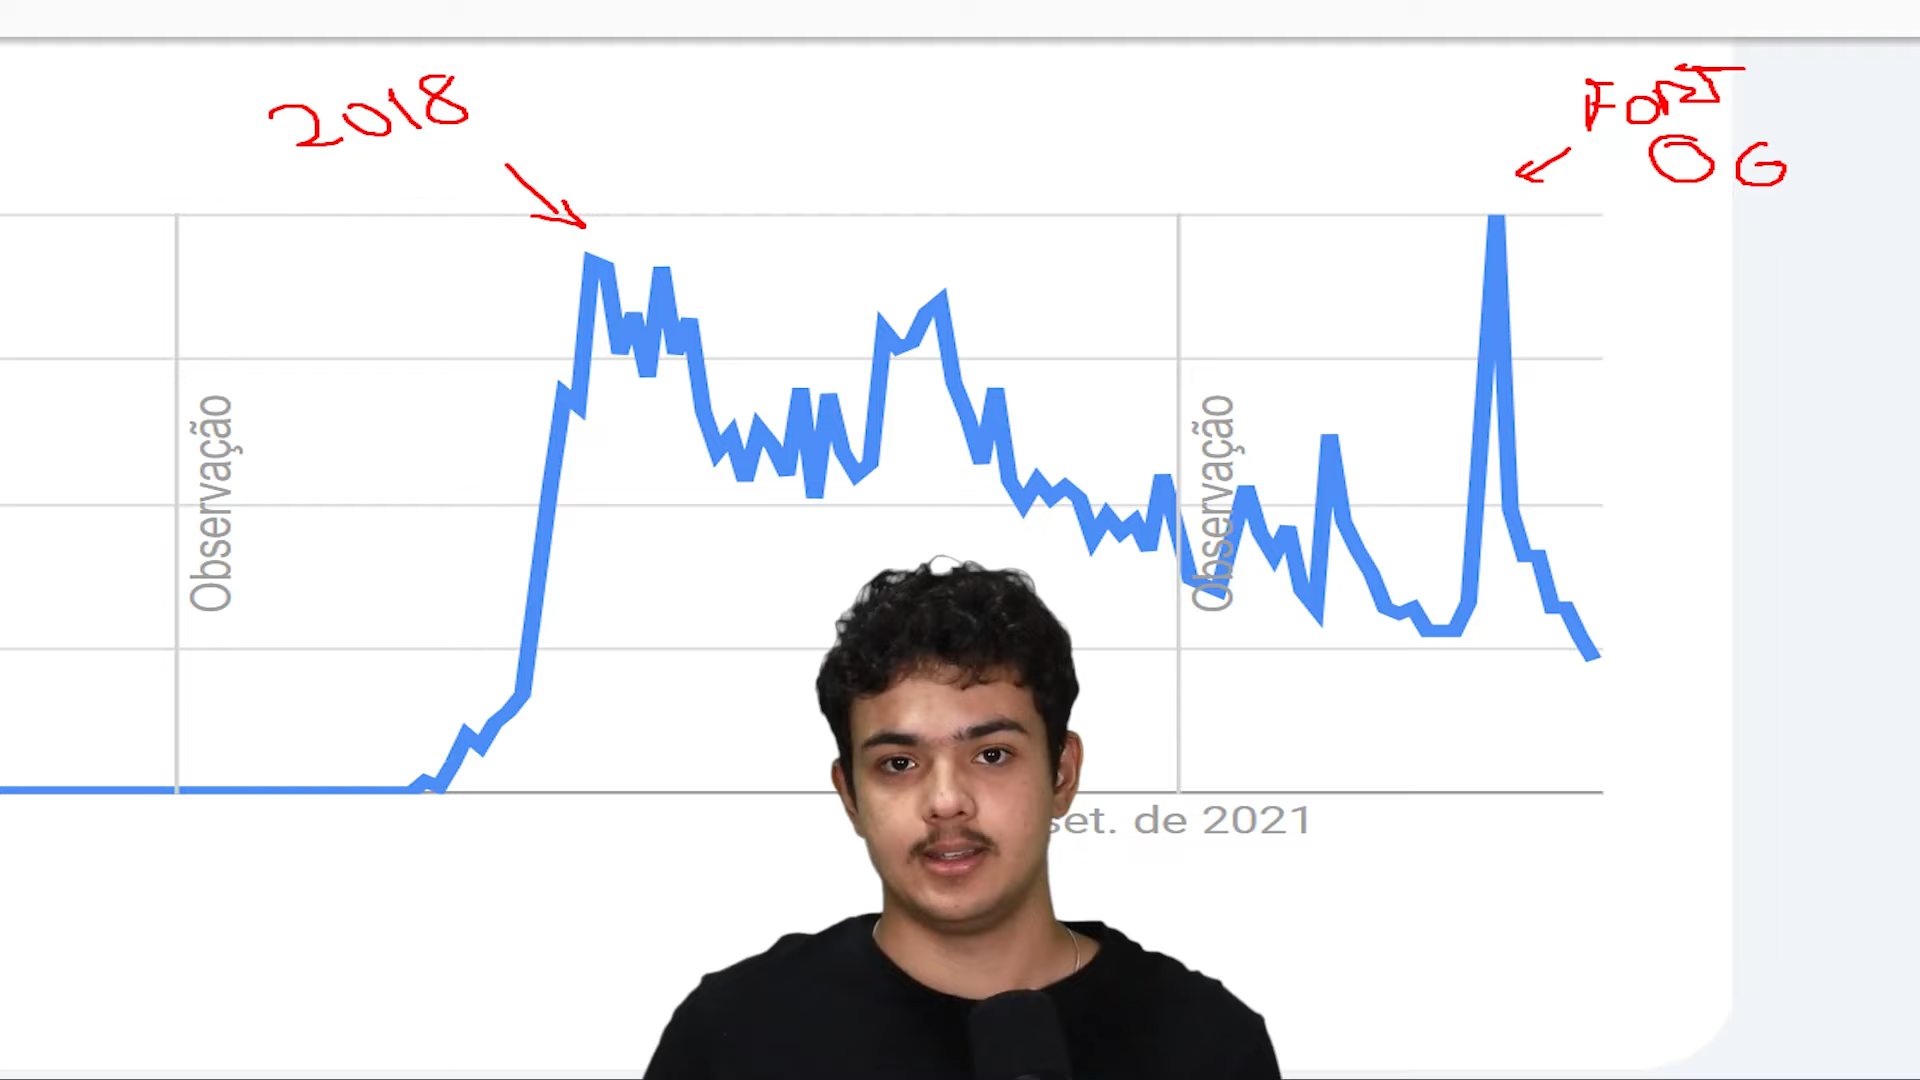 2018
FORT
OG
Observação
Observação
set. de 2021